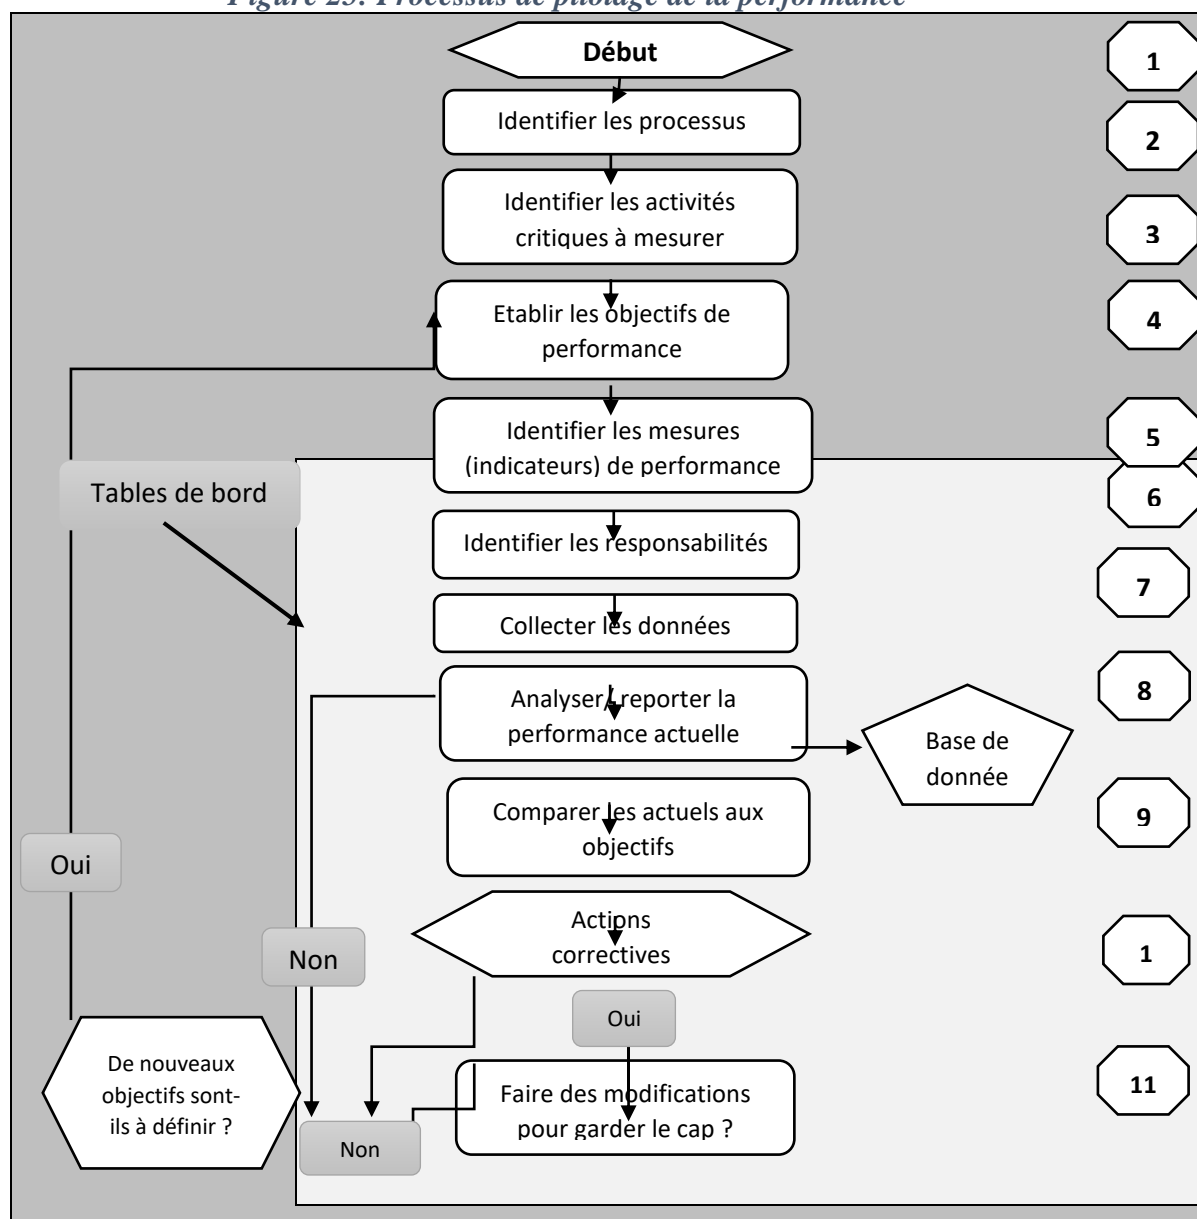 Figure 25. Processus de pilotage de la performance
Début
1
Identifier les processus
2
Identifier les activités
critiques à mesurer
3
Etablir les objectifs de
performance
4
Identifier les mesures
(indicateurs) de performance
5
Tables de bord
6
Identifier les responsabilités
7
Collecter les données
Analyser/ reporter la
performance actuelle
8
Base de
donnée
Comparer les actuels aux
objectifs
9
Oui
Actions
correctives
Non
1
Oui
De nouveaux
objectifs sont-
ils à définir ?
Faire des modifications
pour garder le cap ?
11
Non